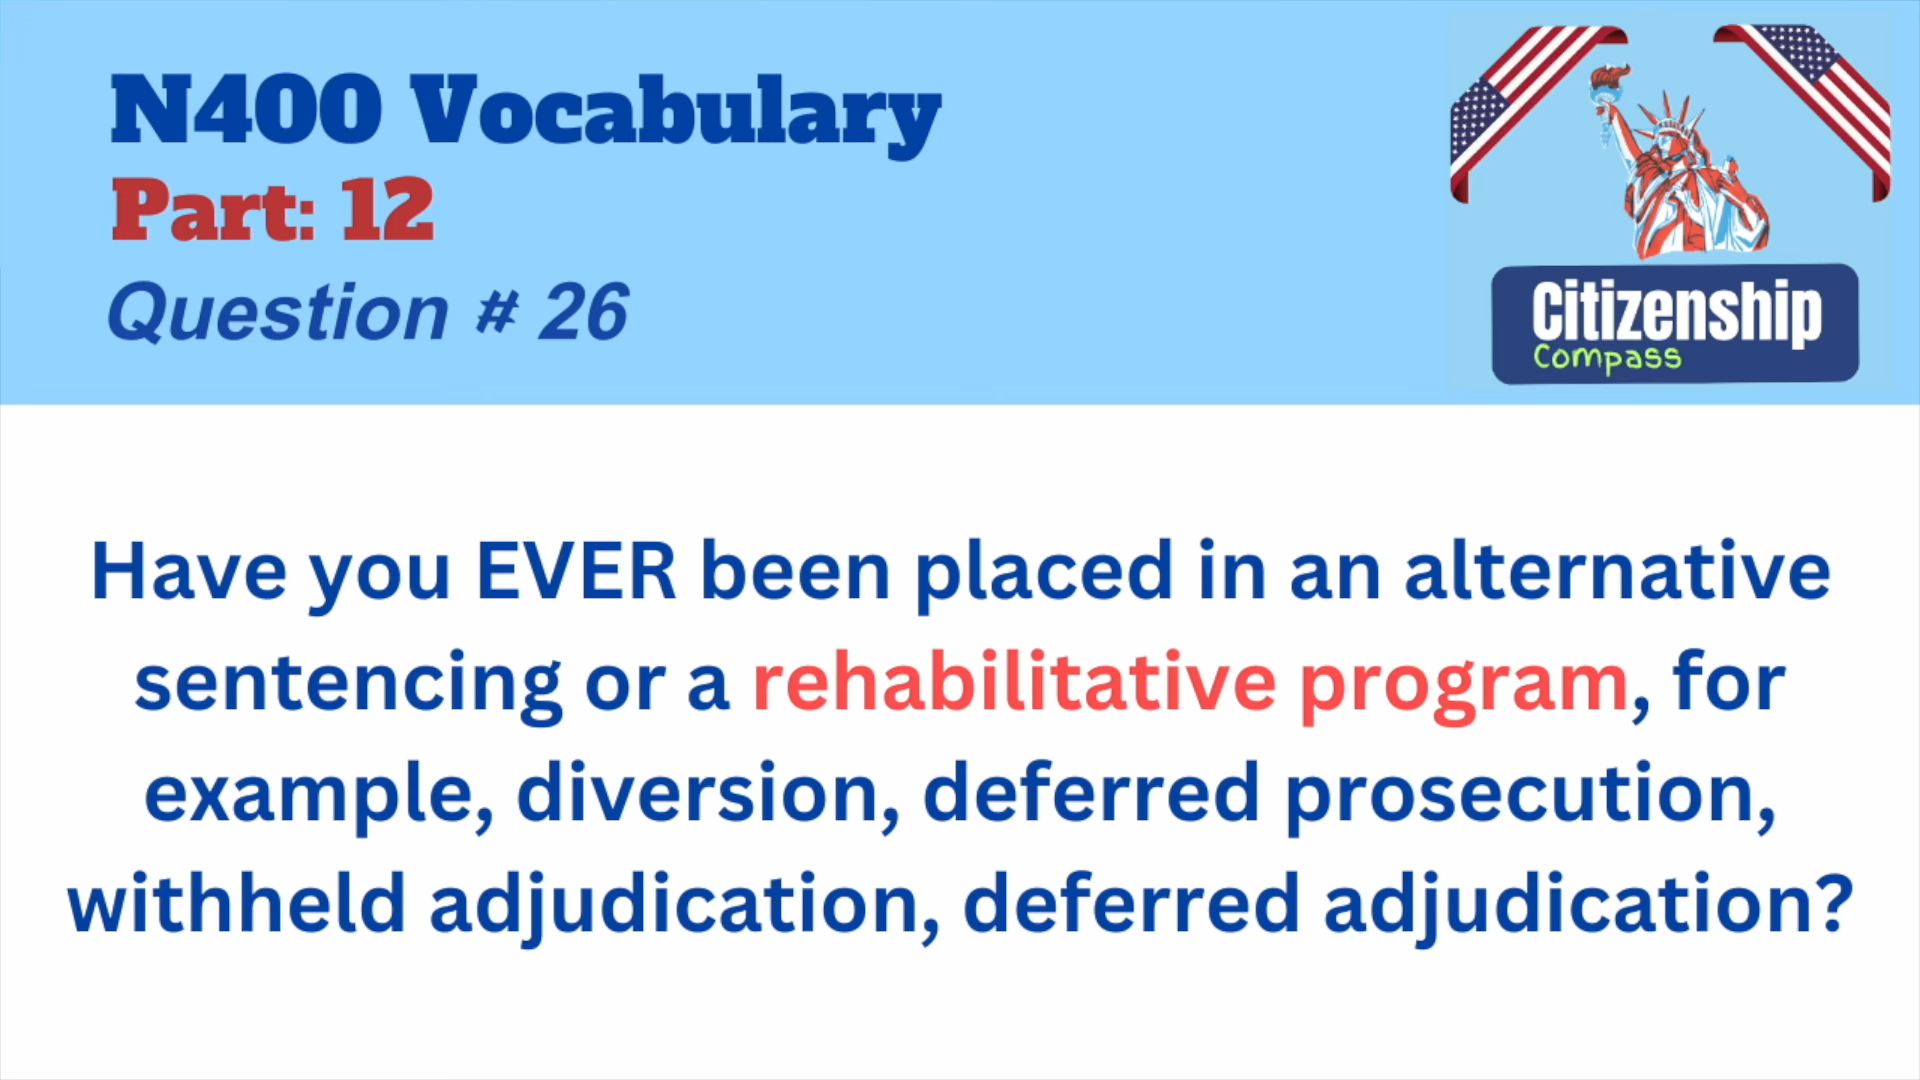 N400 Vocabulary
Part: 12
Question # 26
Citizenship
Compass
Have you EVER been placed in an alternative
sentencing or a rehabilitative program, for
example, diversion, deferred prosecution,
withheld adjudication, deferred adjudication?